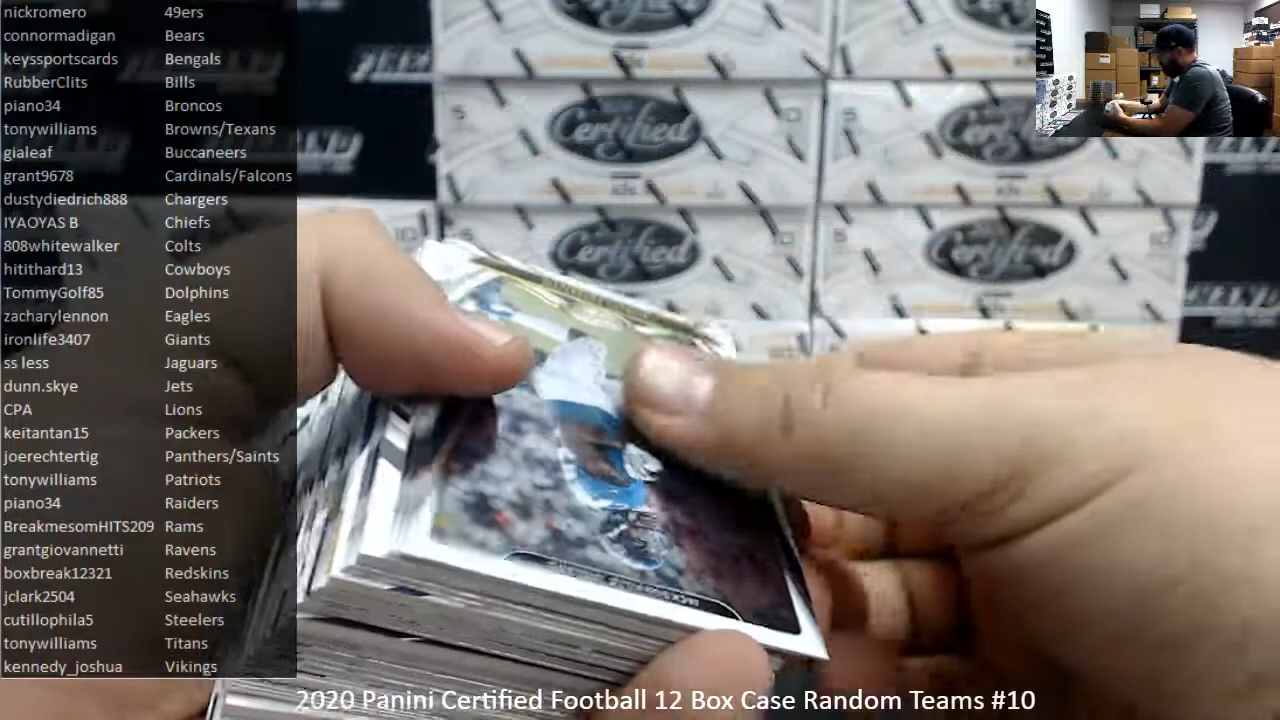 nickromero 49ers
connormadigan Bears
keyssportscards Bengals
RubberClits Bills
piano34 Broncos
tonywilliams Browns/Texans
gialeaf Buccaneers
grant9678 Cardinals/Falcons
dustydiedrich888 Chargers
IYAOYAS B Chiefs
808whitewalker Colts
hitithard13 Cowboys
TommyGolf85 Dolphins
zacharylennon Eagles
ironlife3407 Giants
ss less Jaguars
dunn.skye Jets
CPA Lions
keitantan15 Packers
joerechtertig Panthers/Saints
tonywilliams Patriots
piano34 Raiders
BreakmesomHITS209 Rams
grantgiovannetti Ravens
boxbreak12321 Redskins
jclark2504 Seahawks
cutillophila5 Steelers
tonywilliams Titans
kennedy_joshua Vikings
Certified
Certified
Certified
Certified
2020 Panini Certified Football 12 Box Case Random Teams #10